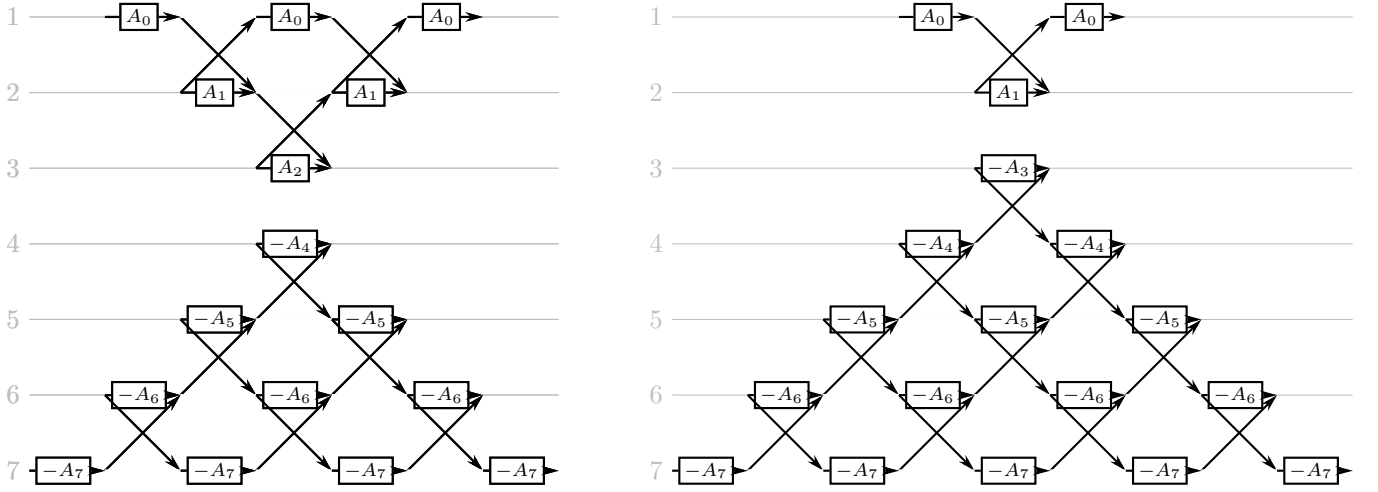 1 A₀ A₀ A₀
2 A₁ A₁
3 A₂
4 −A₄
5 −A₅ −A₅
6 −A₆ −A₆ −A₆
7 −A₇ −A₇ −A₇ −A₇
1 A₀ A₀
2 A₁
3 −A₃
4 −A₄ −A₄
5 −A₅ −A₅ −A₅
6 −A₆ −A₆ −A₆ −A₆
7 −A₇ −A₇ −A₇ −A₇ −A₇